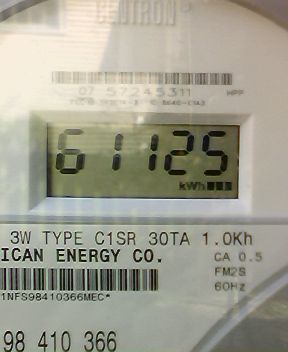 CENTRON
07 57245311 HPP
61125
kWh
3W TYPE C1SR 30TA 1.0Kh
ICAN ENERGY CO. CA 0.5
FM2S
60Hz
1NFS98410366MEC*
98 410 366